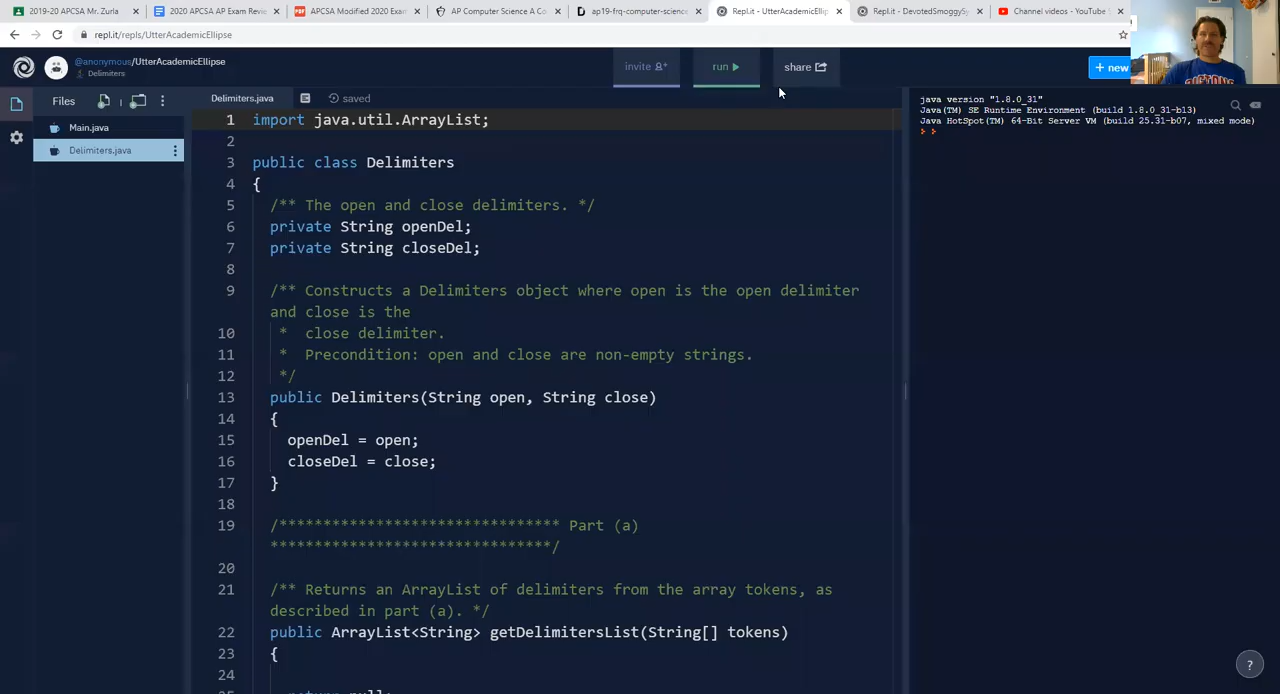 2019-20 APCSA Mr. Zurla
2020 APCSA AP Exam Revie
APCSA Modified 2020 Exam
AP Computer Science A Co
ap19-frq-computer-science
Repl.it - UtterAcademicEllip
Repl.it - DevotedSmoggySy
Channel videos - YouTube S
repl.it/repls/UtterAcademicEllipse
@anonymous/UtterAcademicEllipse
Delimiters
invite
run
share
+ new
Files
Main.java
Delimiters.java
Delimiters.java
saved
1 import java.util.ArrayList;
2
3 public class Delimiters
4 {
5 /** The open and close delimiters. */
6 private String openDel;
7 private String closeDel;
8
9 /** Constructs a Delimiters object where open is the open delimiter
and close is the
10 * close delimiter.
11 * Precondition: open and close are non-empty strings.
12 */
13 public Delimiters(String open, String close)
14 {
15 openDel = open;
16 closeDel = close;
17 }
18
19 /******************************** Part (a)
********************************/
20
21 /** Returns an ArrayList of delimiters from the array tokens, as
described in part (a). */
22 public ArrayList<String> getDelimitersList(String[] tokens)
23 {
24
25 return null;
java version "1.8.0_31"
Java(TM) SE Runtime Environment (build 1.8.0_31-b13)
Java HotSpot(TM) 64-Bit Server VM (build 25.31-b07, mixed mode)
?